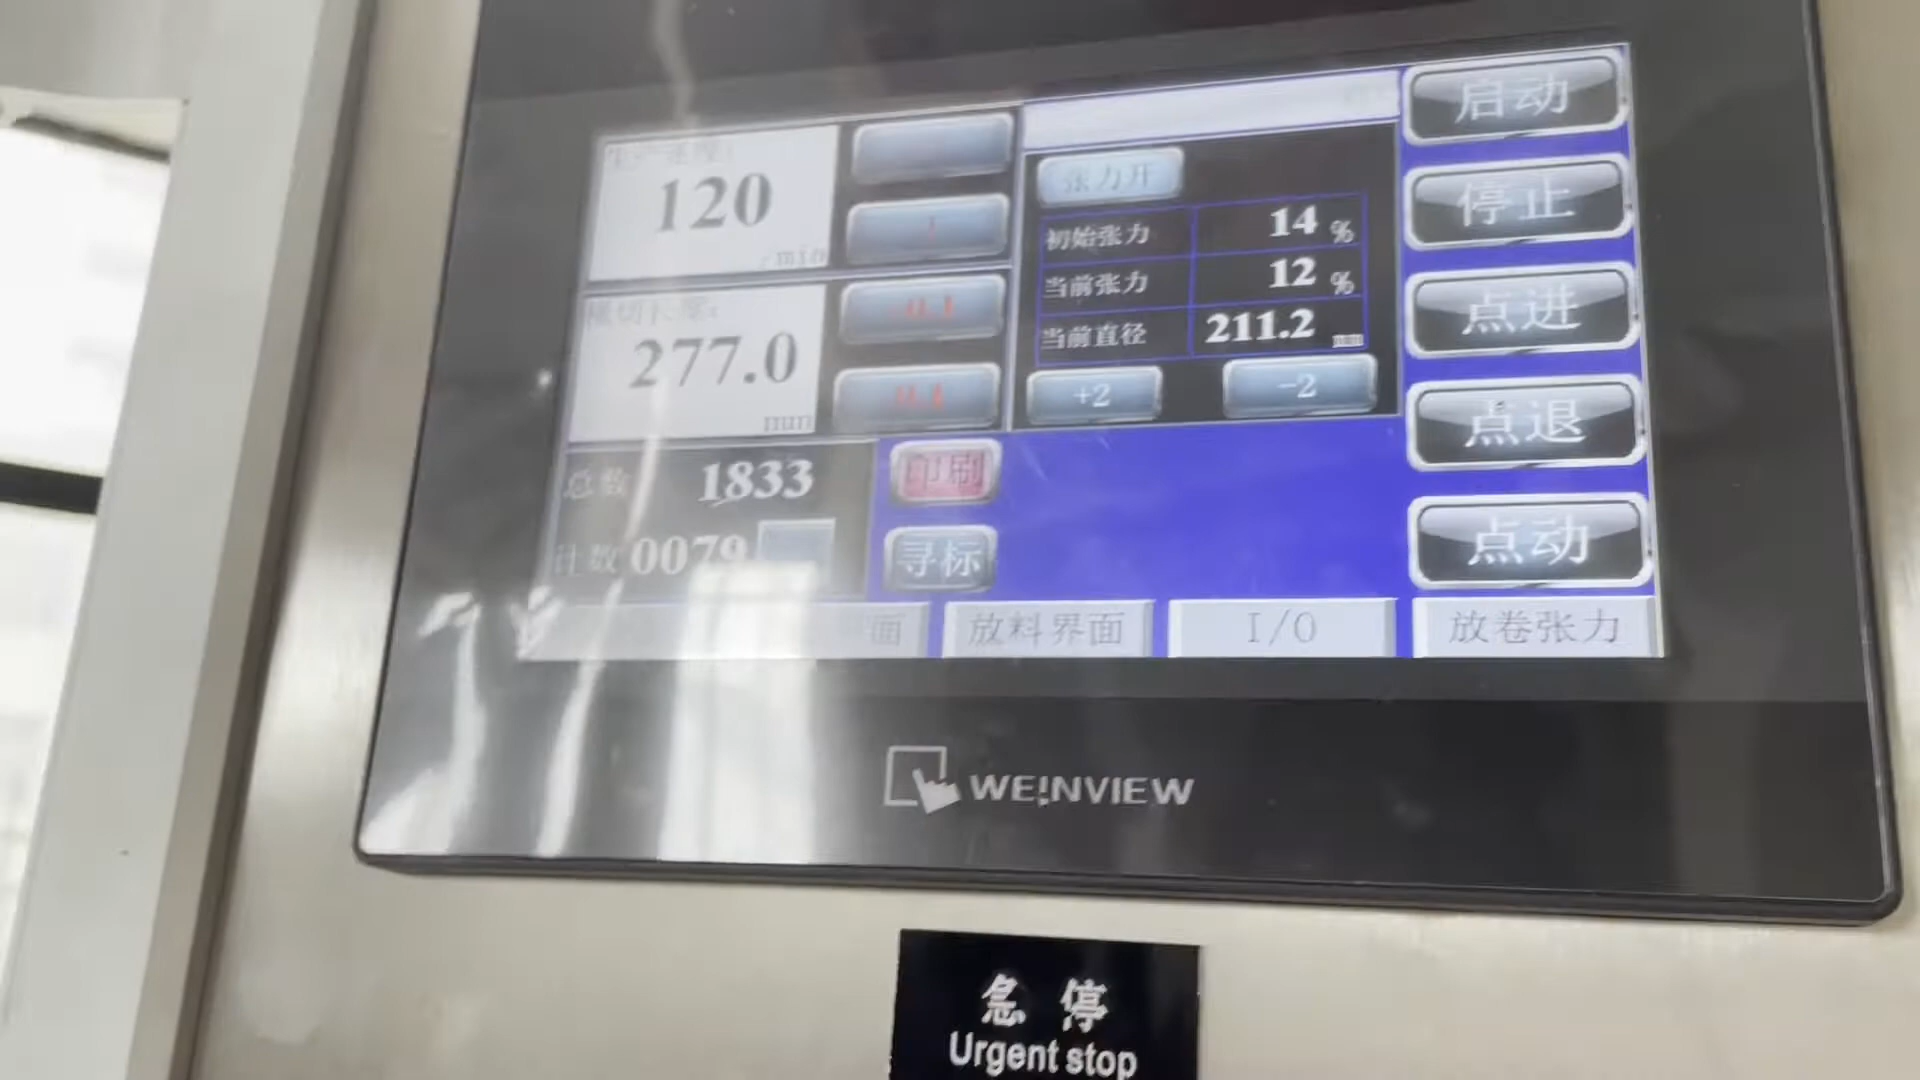 启动
120
停止
张力开
初始张力 14 %
当前张力 12 %
当前直径 211.2 mm
+2 -2
277.0
mm
点进
点退
点动
总数 1833
计数 0079
印刷
寻标
面
放料界面
I/O
放卷张力
WEINVIEW
急 停
Urgent stop